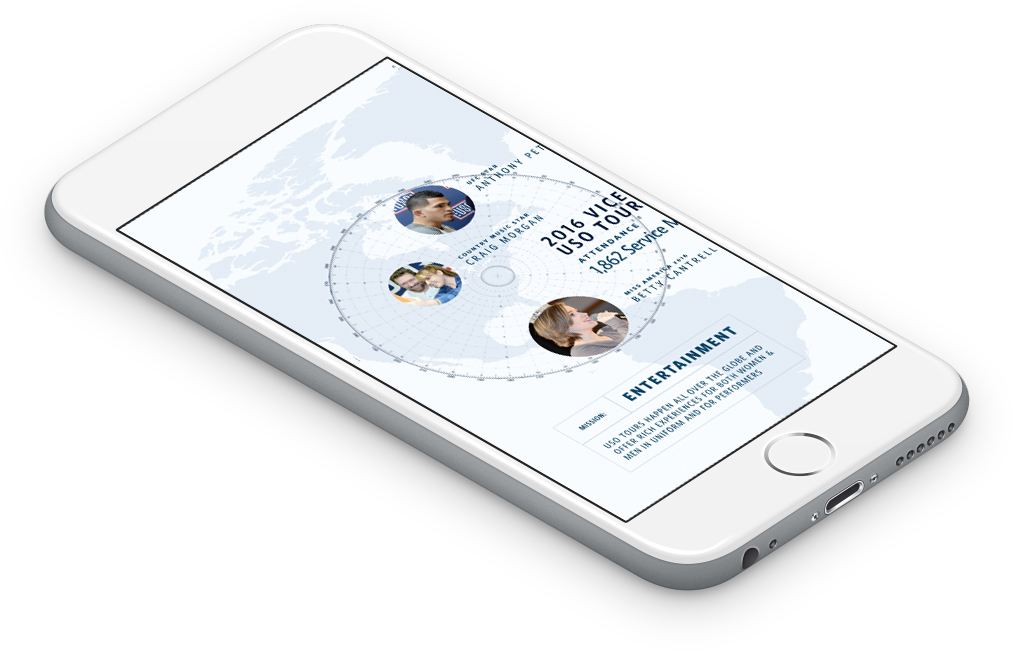 UFC STAR
ANTHONY PET
COUNTRY MUSIC STAR
CRAIG MORGAN
2016 VICE
USO TOUR
ATTENDANCE
1,862 Service M
MISS AMERICA 2016
BETTY CANTRELL
MISSION:
ENTERTAINMENT
USO TOURS HAPPEN ALL OVER THE GLOBE AND
OFFER RICH EXPERIENCES FOR BOTH WOMEN &
MEN IN UNIFORM AND FOR PERFORMERS